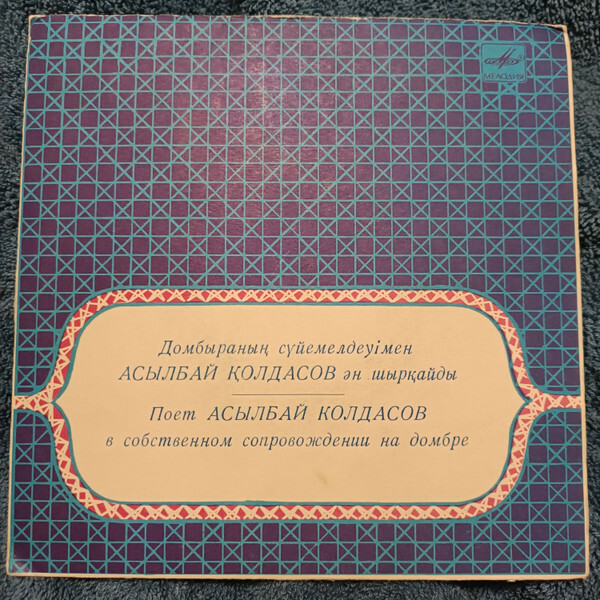 МЕЛОДИЯ
Домбыраның сүйемелдеуімен
АСЫЛБАЙ ҚОЛДАСОВ ән шырқайды
Поет АСЫЛБАЙ КОЛДАСОВ
в собственном сопровождении на домбре